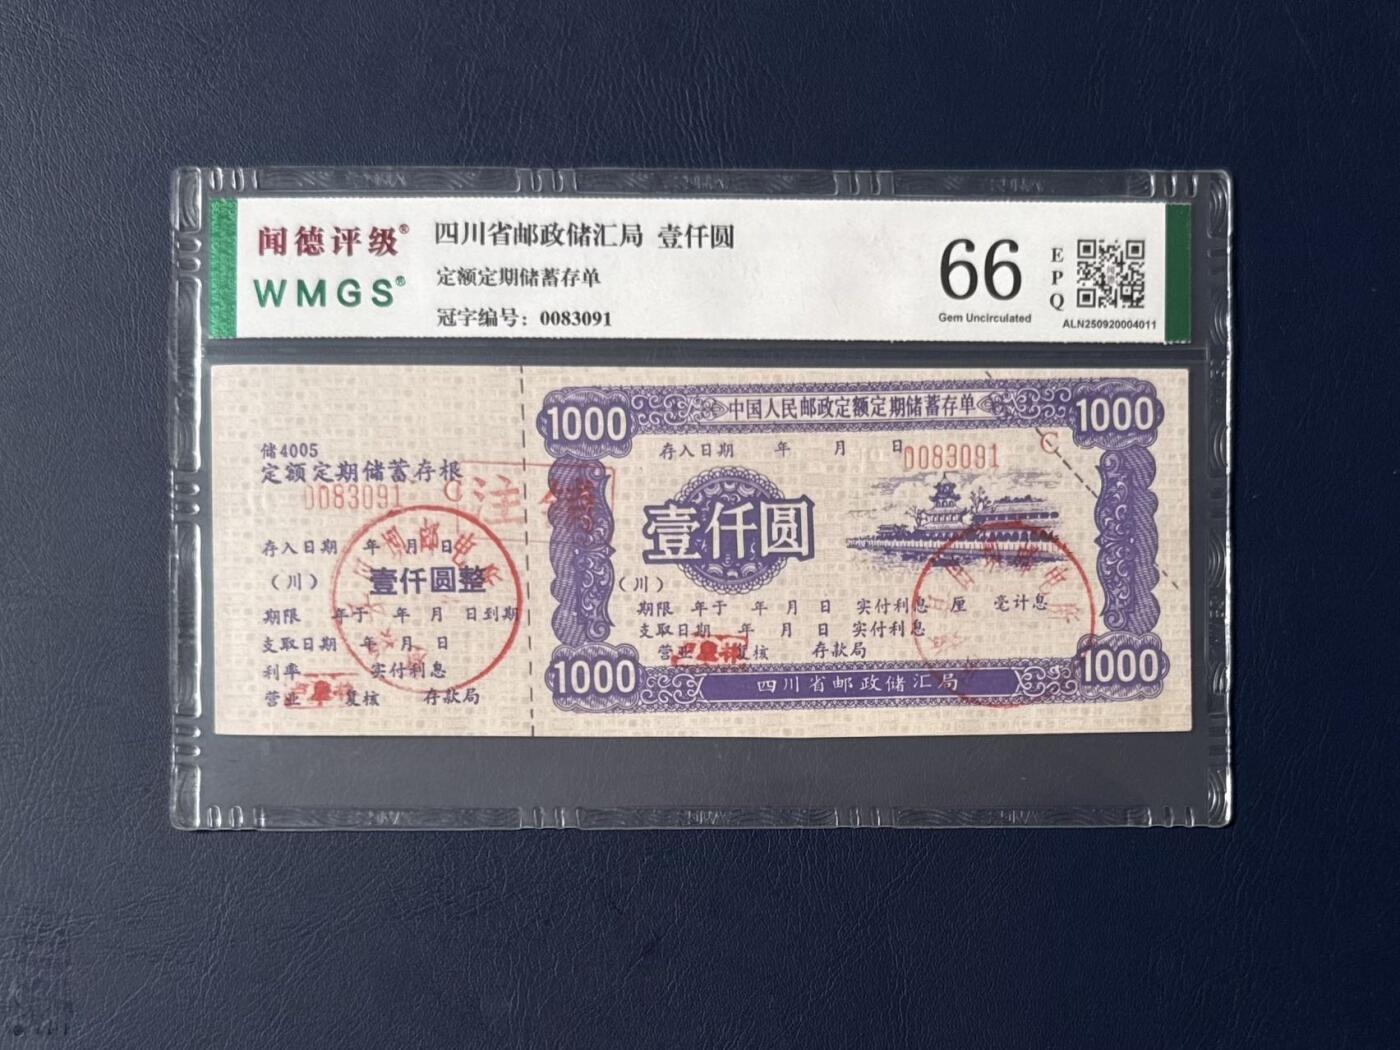 闻德评级®
WMGS®
四川省邮政储汇局 壹仟圆
定额定期储蓄存单
冠字编号：0083091
66
Gem Uncirculated
EPQ
ALN250920004011
储4005
定额定期储蓄存根
0083091 C
存入日期 年 月 日
（川） 壹仟圆整
期限 年于 年 月 日到期
支取日期 年 月 日
利率 实付利息
营业 复核 存款局
注销
1000
中国人民邮政定额定期储蓄存单
1000
存入日期 年 月 日
0083091 C
壹仟圆
（川）
期限 年于 年 月 日 实付利息 厘 毫计息
支取日期 年 月 日 实付利息
营业 复核 存款局
1000
四川省邮政储汇局
1000